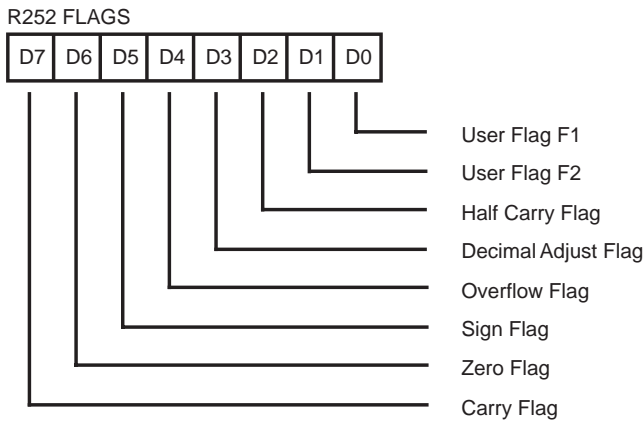 R252 FLAGS
D7 D6 D5 D4 D3 D2 D1 D0
User Flag F1
User Flag F2
Half Carry Flag
Decimal Adjust Flag
Overflow Flag
Sign Flag
Zero Flag
Carry Flag